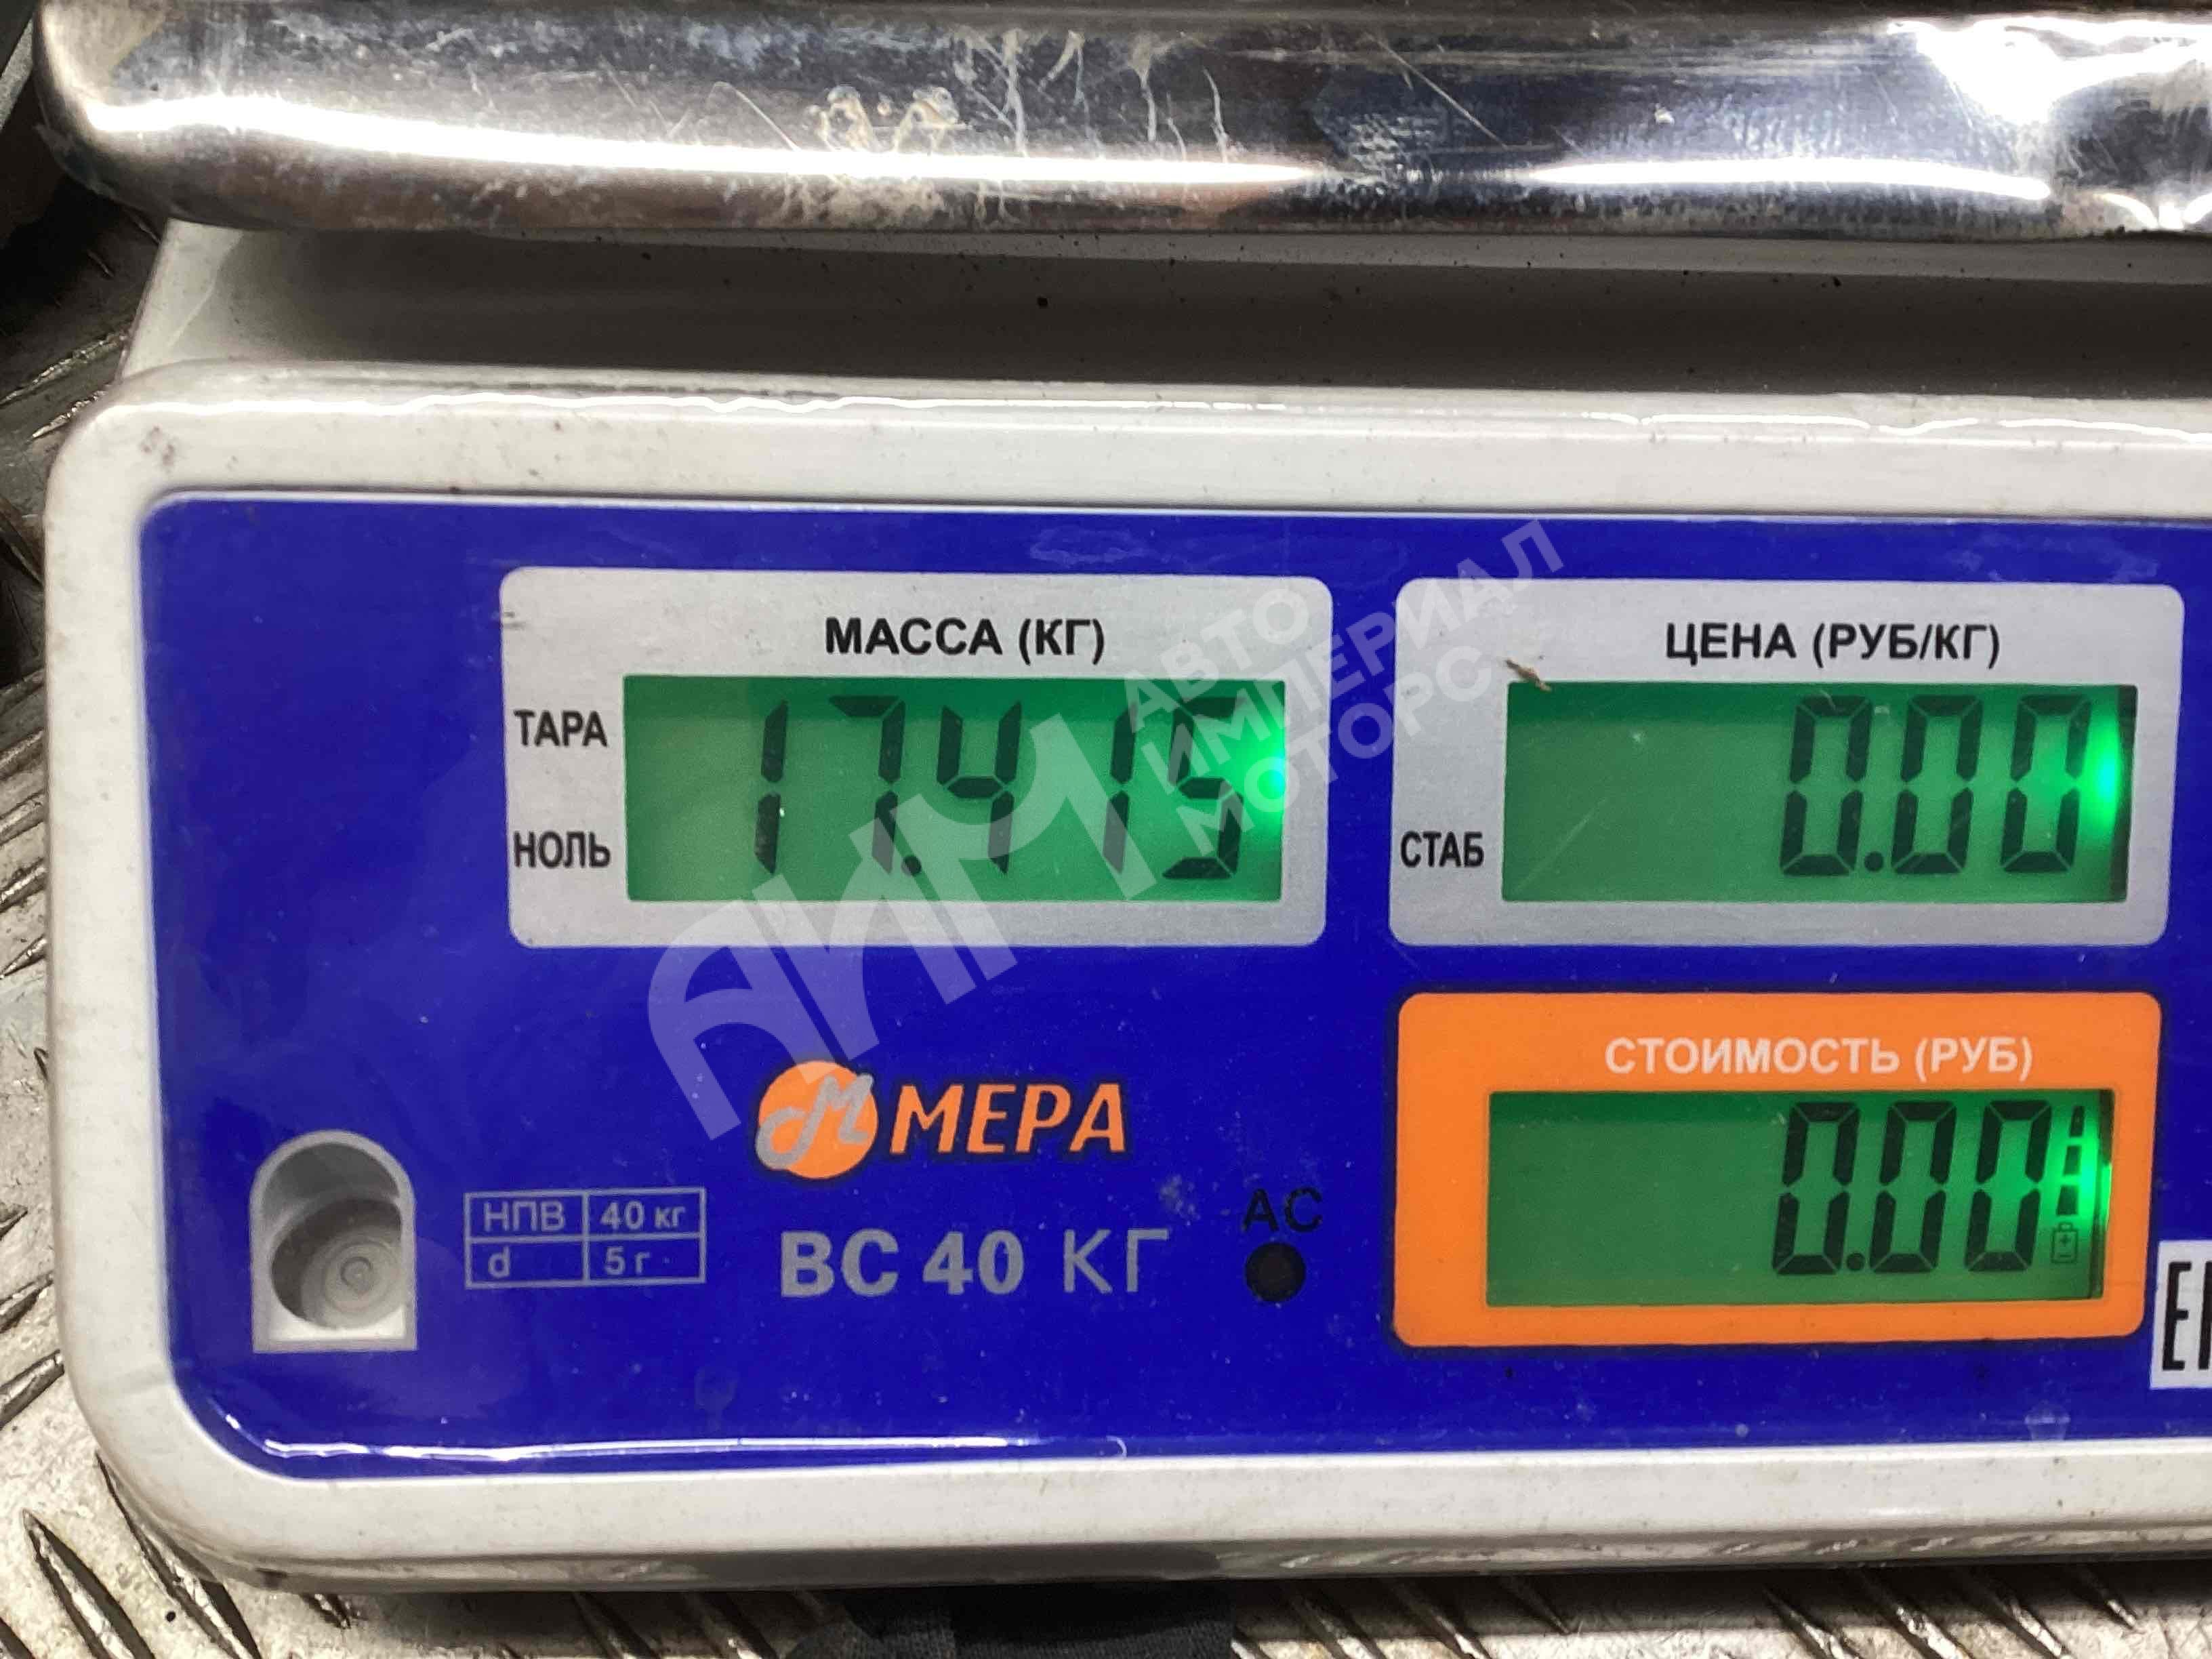 МАССА (КГ)
ТАРА
17.415
НОЛЬ
ЦЕНА (РУБ/КГ)
0.00
СТАБ
АИМ
АВТО
ИМПЕРИАЛ
МОТОРС
СТОИМОСТЬ (РУБ)
0.00
М МЕРА
НПВ 40 кг
d 5 г
ВС 40 КГ
AC